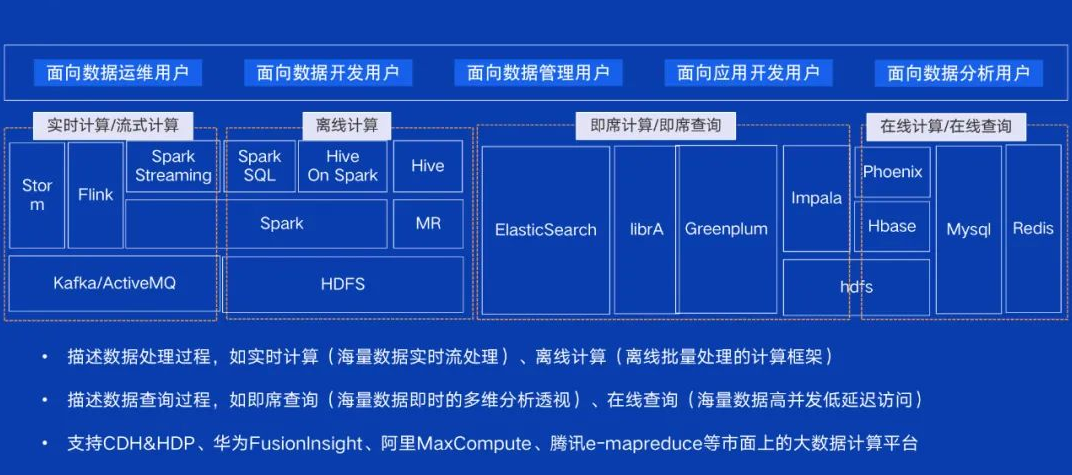 面向数据运维用户
面向数据开发用户
面向数据管理用户
面向应用开发用户
面向数据分析用户
实时计算/流式计算
离线计算
即席计算/即席查询
在线计算/在线查询
Stor
m
Flink
Spark
Streaming
Spark
SQL
Hive
On Spark
Hive
Spark
MR
Kafka/ActiveMQ
HDFS
ElasticSearch
librA
Greenplum
Impala
hdfs
Phoenix
Hbase
Mysql
Redis
• 描述数据处理过程，如实时计算（海量数据实时流处理）、离线计算（离线批量处理的计算框架）
• 描述数据查询过程，如即席查询（海量数据即时的多维分析透视）、在线查询（海量数据高并发低延迟访问）
• 支持CDH&HDP、华为FusionInsight、阿里MaxCompute、腾讯e-mapreduce等市面上的大数据计算平台